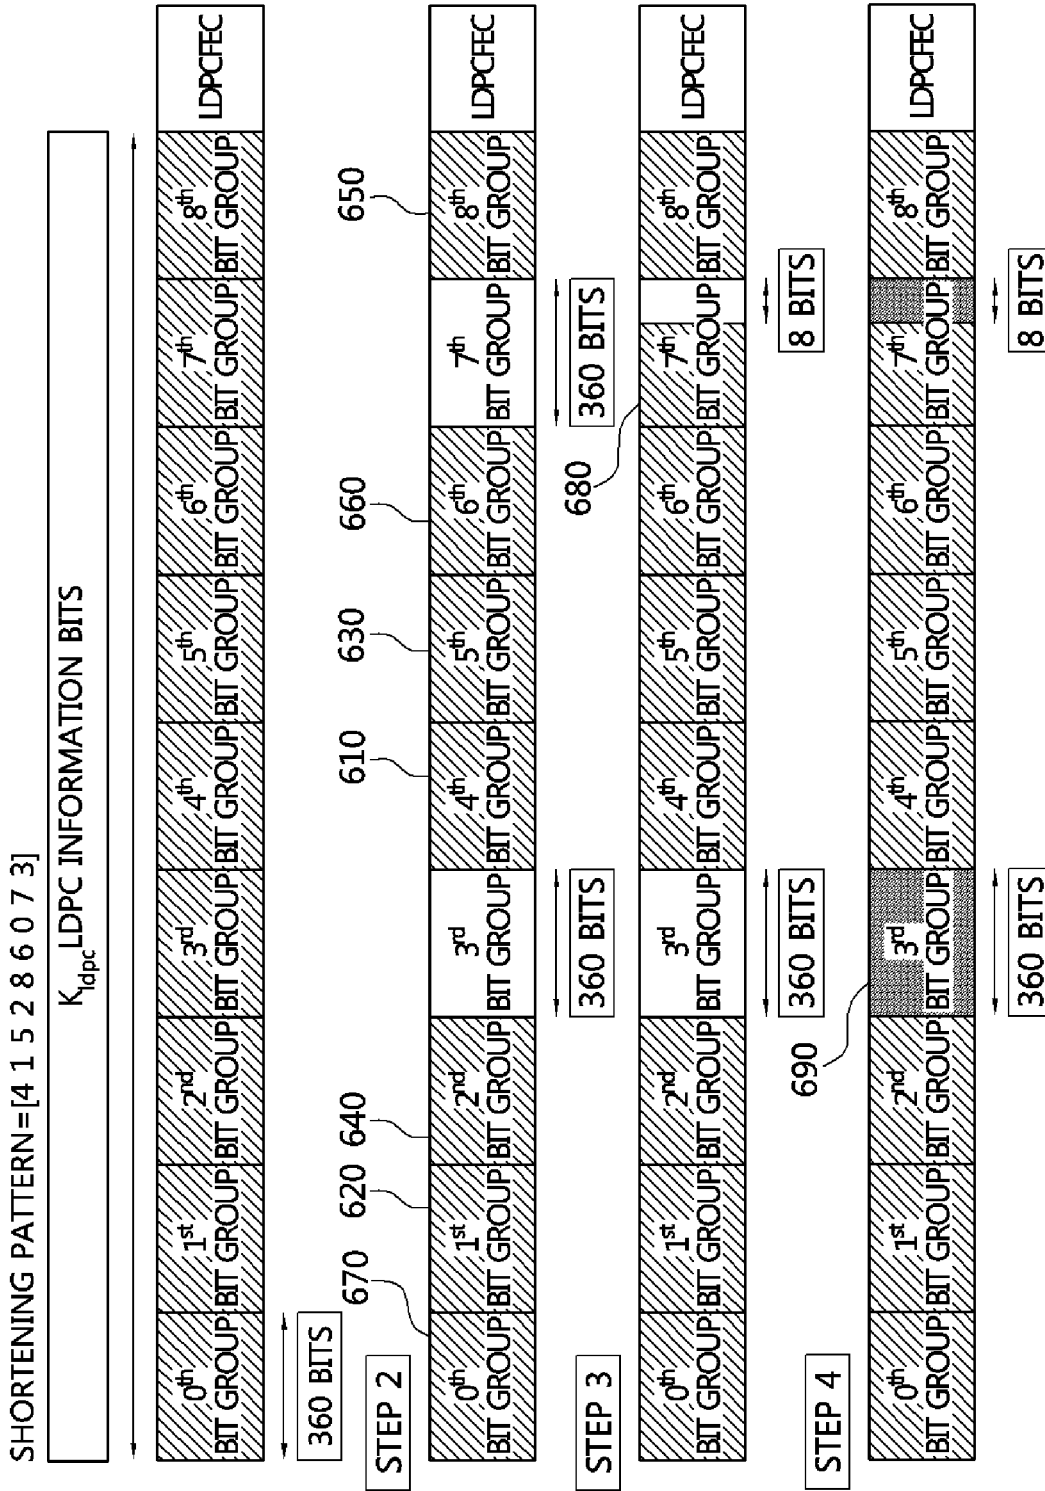 SHORTENING PATTERN=[4 1 5 2 8 6 0 7 3]
Kldpc LDPC INFORMATION BITS
0th BIT GROUP
1st BIT GROUP
2nd BIT GROUP
3rd BIT GROUP
4th BIT GROUP
5th BIT GROUP
6th BIT GROUP
7th BIT GROUP
8th BIT GROUP
LDPCFEC
360 BITS
STEP 2
670
620
640
610
630
660
650
0th BIT GROUP
1st BIT GROUP
2nd BIT GROUP
3rd BIT GROUP
4th BIT GROUP
5th BIT GROUP
6th BIT GROUP
7th BIT GROUP
8th BIT GROUP
LDPCFEC
360 BITS
360 BITS
STEP 3
680
0th BIT GROUP
1st BIT GROUP
2nd BIT GROUP
3rd BIT GROUP
4th BIT GROUP
5th BIT GROUP
6th BIT GROUP
7th BIT GROUP
8th BIT GROUP
LDPCFEC
360 BITS
8 BITS
STEP 4
690
0th BIT GROUP
1st BIT GROUP
2nd BIT GROUP
3rd BIT GROUP
4th BIT GROUP
5th BIT GROUP
6th BIT GROUP
7th BIT GROUP
8th BIT GROUP
LDPCFEC
360 BITS
8 BITS